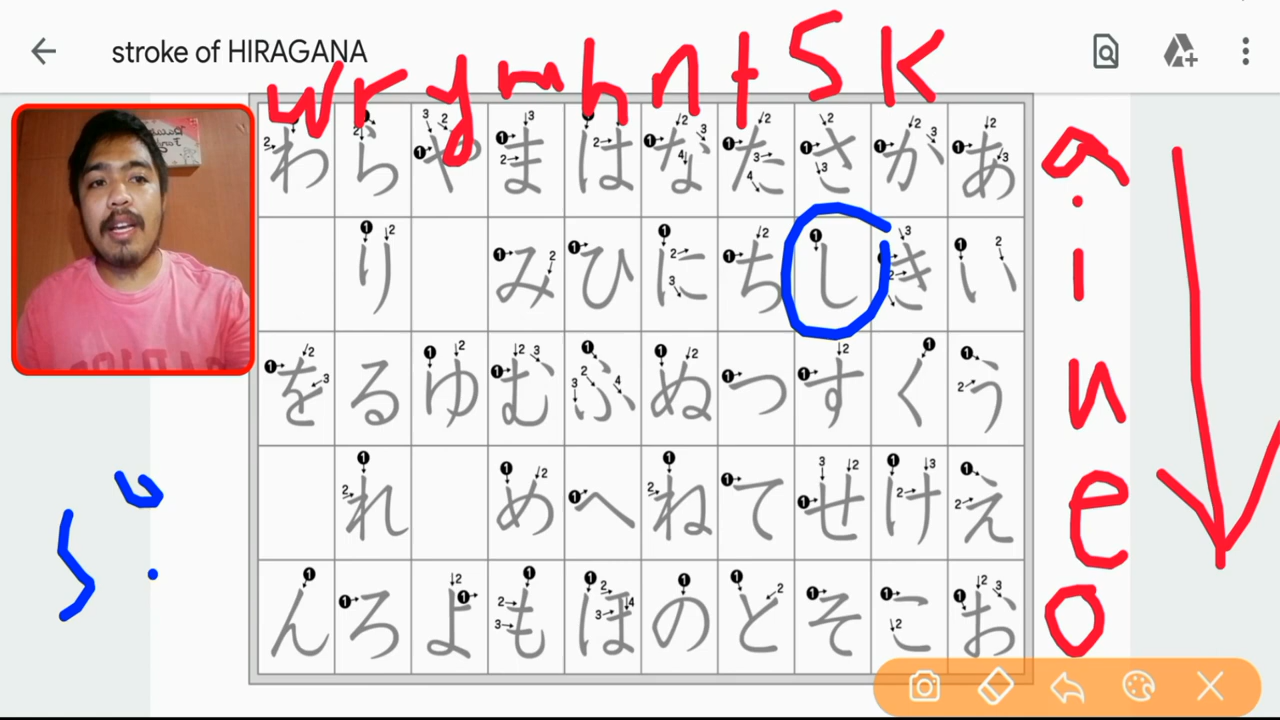 stroke of HIRAGANA
w r y m h n t S K
わ ら や ま は な た さ か あ a
り み ひ に ち し き い i
を る ゆ む ふ ぬ つ す く う u
れ め へ ね て せ け え e
ん ろ よ も ほ の と そ こ お o